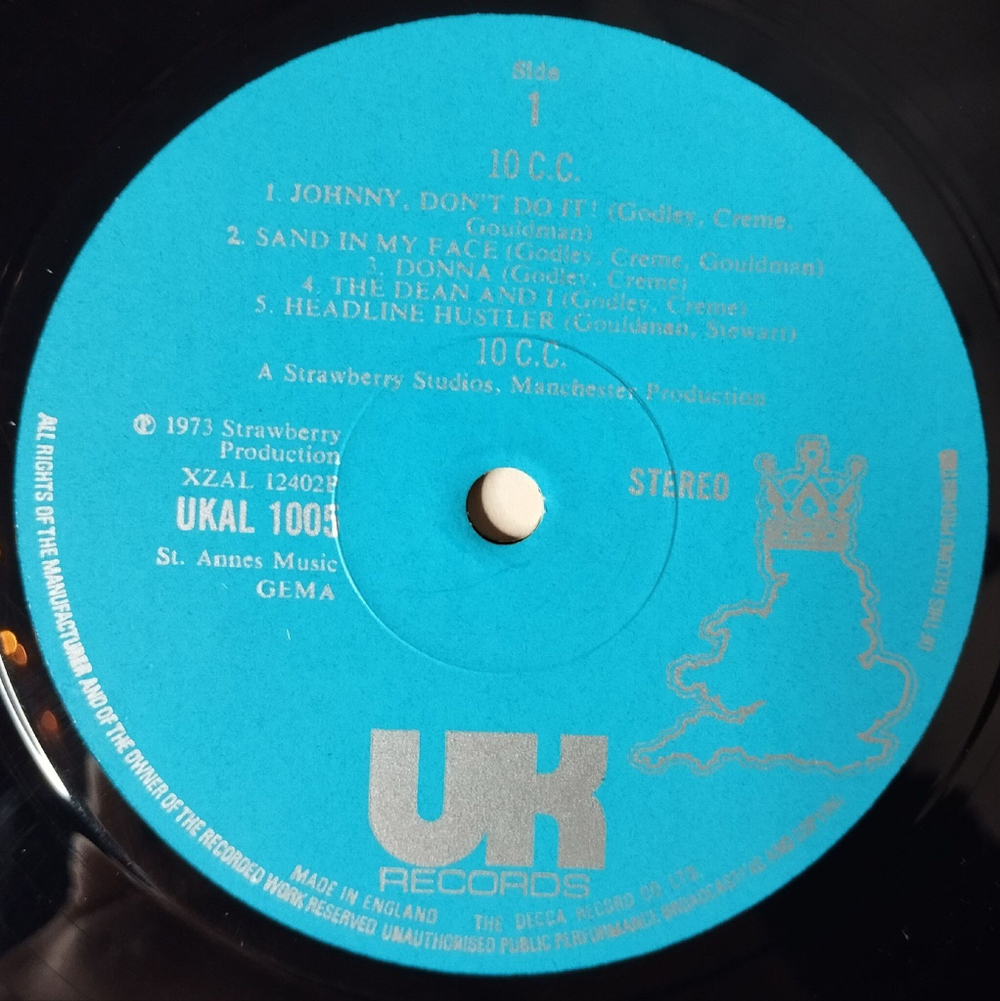 Side
1
10 C.C.
1. JOHNNY, DON'T DO IT! (Godley, Creme,
Gouldman)
2. SAND IN MY FACE (Godley, Creme, Gouldman)
3. DONNA (Godley, Creme)
4. THE DEAN AND I (Godley, Creme)
5. HEADLINE HUSTLER (Gouldman, Stewart)
10 C.C.
A Strawberry Studios, Manchester Production
℗ 1973 Strawberry
Production
XZAL 12402P
UKAL 1005
St. Annes Music
GEMA
STEREO
UK
RECORDS
MADE IN ENGLAND THE DECCA RECORD CO. LTD.
ALL RIGHTS OF THE MANUFACTURER AND OF THE OWNER OF THE RECORDED WORK RESERVED. UNAUTHORISED PUBLIC PERFORMANCE BROADCASTING AND COPYING OF THIS RECORD PROHIBITED